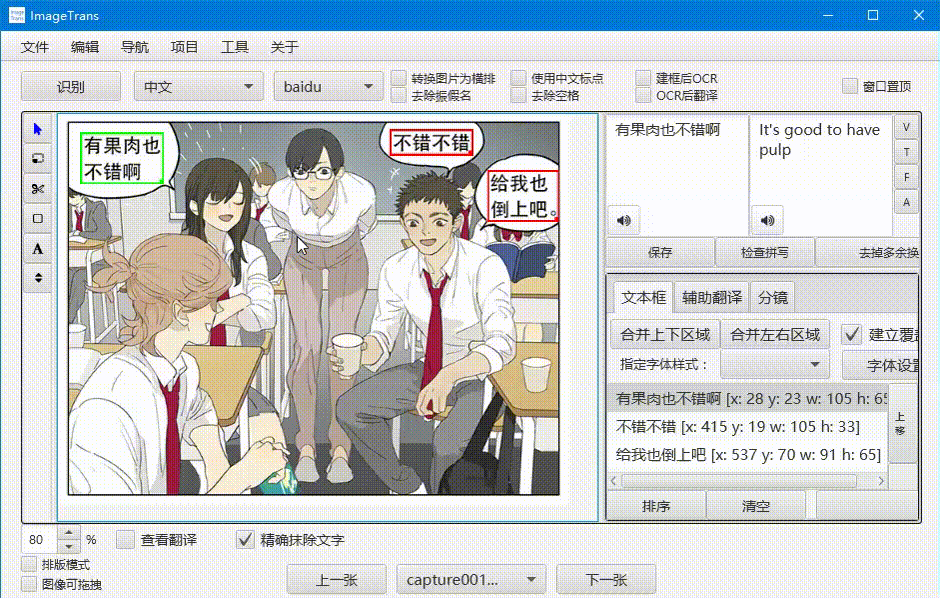 ImageTrans
文件 编辑 导航 项目 工具 关于
识别 中文 baidu 转换图片为横排 使用中文标点 建框后OCR 窗口置顶
去除振假名 去除空格 OCR后翻译
有果肉也
不错啊
不错不错
给我也
倒上吧。
A
有果肉也不错啊
It's good to have
pulp
V
T
F
A
保存 检查拼写 去掉多余换
文本框 辅助翻译 分镜
合并上下区域 合并左右区域 建立覆盖
指定字体样式： 字体设置
有果肉也不错啊 [x: 28 y: 23 w: 105 h: 65
不错不错 [x: 415 y: 19 w: 105 h: 33]
给我也倒上吧 [x: 537 y: 70 w: 91 h: 65]
上移
排序 清空
80 % 查看翻译 精确抹除文字
排版模式
图像可拖拽
上一张 capture001... 下一张